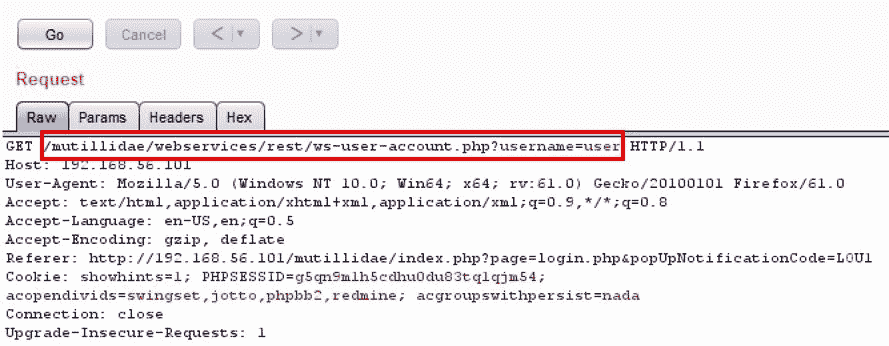 Go Cancel < >
Request
Raw Params Headers Hex
GET /mutillidae/webservices/rest/ws-user-account.php?username=user HTTP/1.1
Host: 192.168.56.101
User-Agent: Mozilla/5.0 (Windows NT 10.0; Win64; x64; rv:61.0) Gecko/20100101 Firefox/61.0
Accept: text/html,application/xhtml+xml,application/xml;q=0.9,*/*;q=0.8
Accept-Language: en-US,en;q=0.5
Accept-Encoding: gzip, deflate
Referer: http://192.168.56.101/mutillidae/index.php?page=login.php&popUpNotificationCode=L0U1
Cookie: showhints=1; PHPSESSID=g5qn9m1h5cdhu0du83tq1qjm54;
acopendivids=swingset,jotto,phpbb2,redmine; acgroupswithpersist=nada
Connection: close
Upgrade-Insecure-Requests: 1